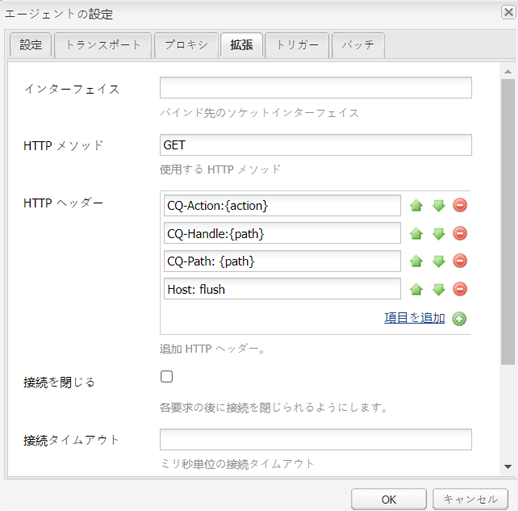 エージェントの設定
設定 トランスポート プロキシ 拡張 トリガー バッチ
インターフェイス
バインド先のソケットインターフェイス
HTTP メソッド GET
使用する HTTP メソッド
HTTP ヘッダー CQ-Action:{action}
CQ-Handle:{path}
CQ-Path: {path}
Host: flush
項目を追加
追加 HTTP ヘッダー。
接続を閉じる
各要求の後に接続を閉じられるようにします。
接続タイムアウト
ミリ秒単位の接続タイムアウト
OK キャンセル